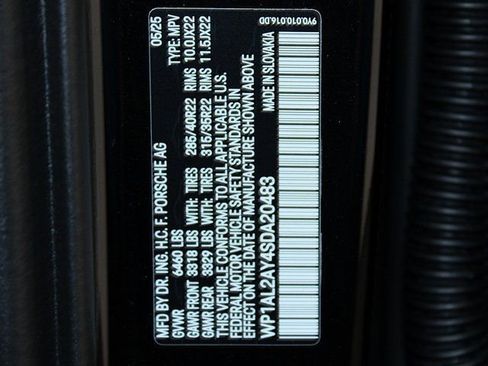 MFD BY DR. ING. H.C. F. PORSCHE AG 05/25
GVWR 6460 LBS TYPE: MPV
GAWR FRONT 3318 LBS WITH: TIRES 285/40R22 RIMS 10.0JX22
GAWR REAR 3329 LBS WITH: TIRES 315/35R22 RIMS 11.5JX22
THIS VEHICLE CONFORMS TO ALL APPLICABLE U.S.
FEDERAL MOTOR VEHICLE SAFETY STANDARDS IN
EFFECT ON THE DATE OF MANUFACTURE SHOWN ABOVE
WP1AL2AY4SDA20483 MADE IN SLOVAKIA
9Y0.010.016.DD